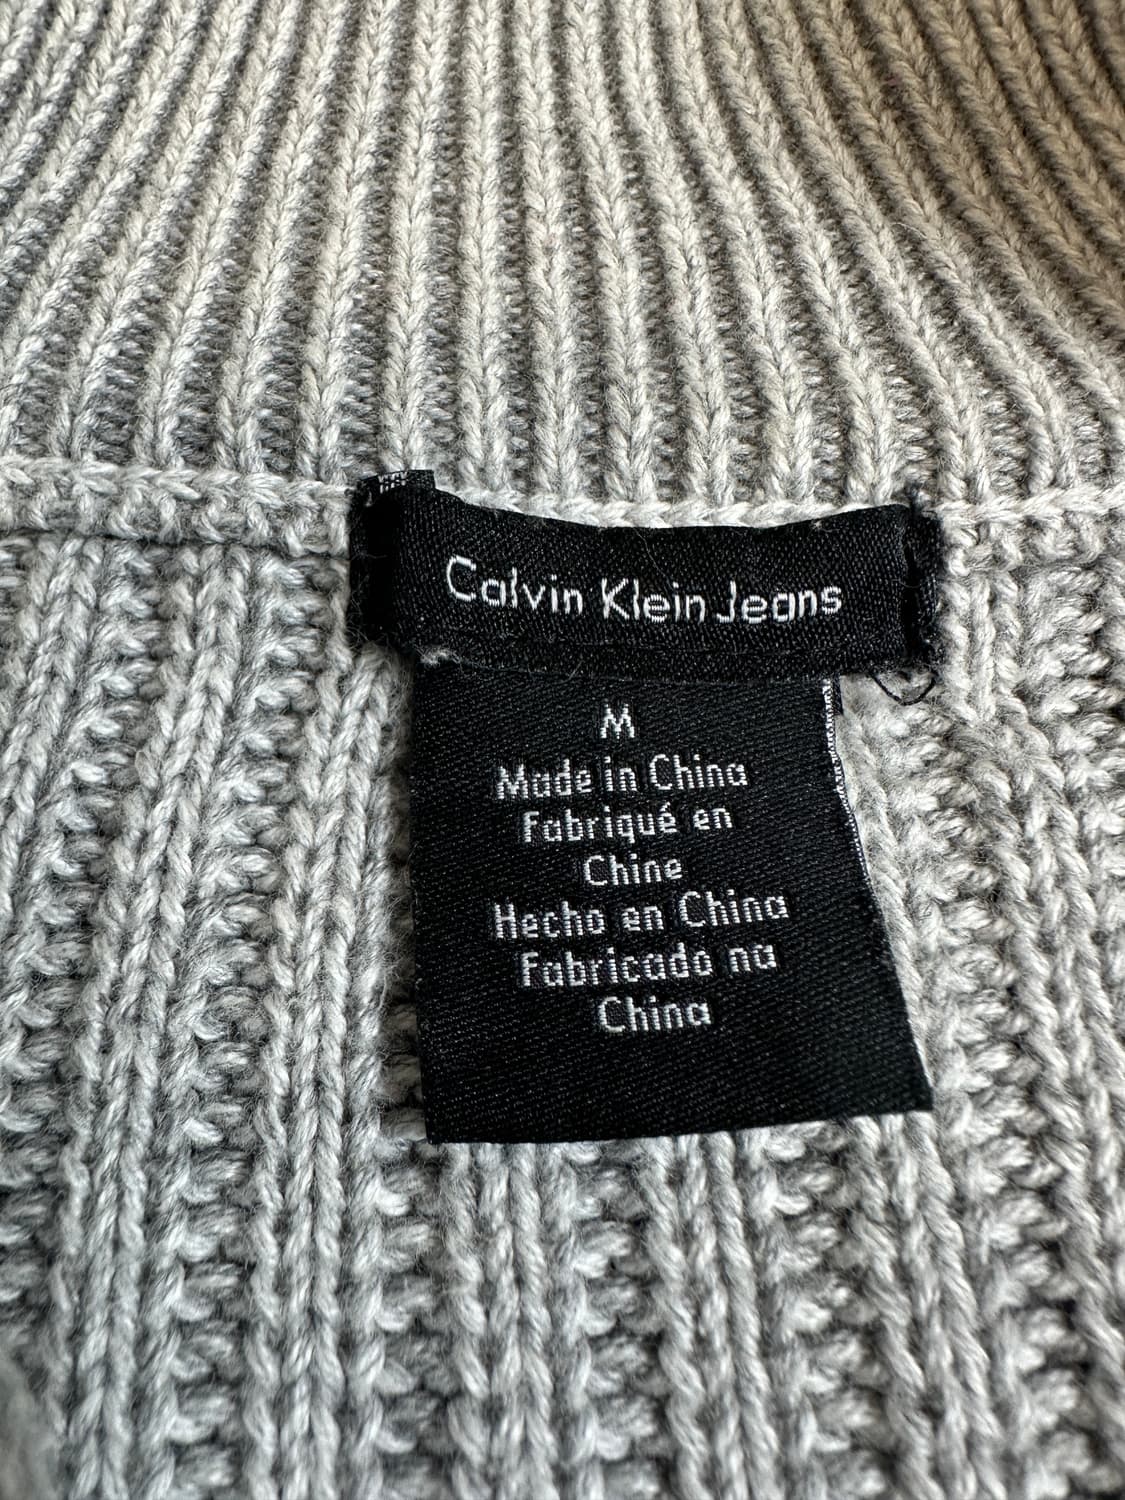 Calvin Klein Jeans
M
Made in China
Fabriqué en
Chine
Hecho en China
Fabricado na
China